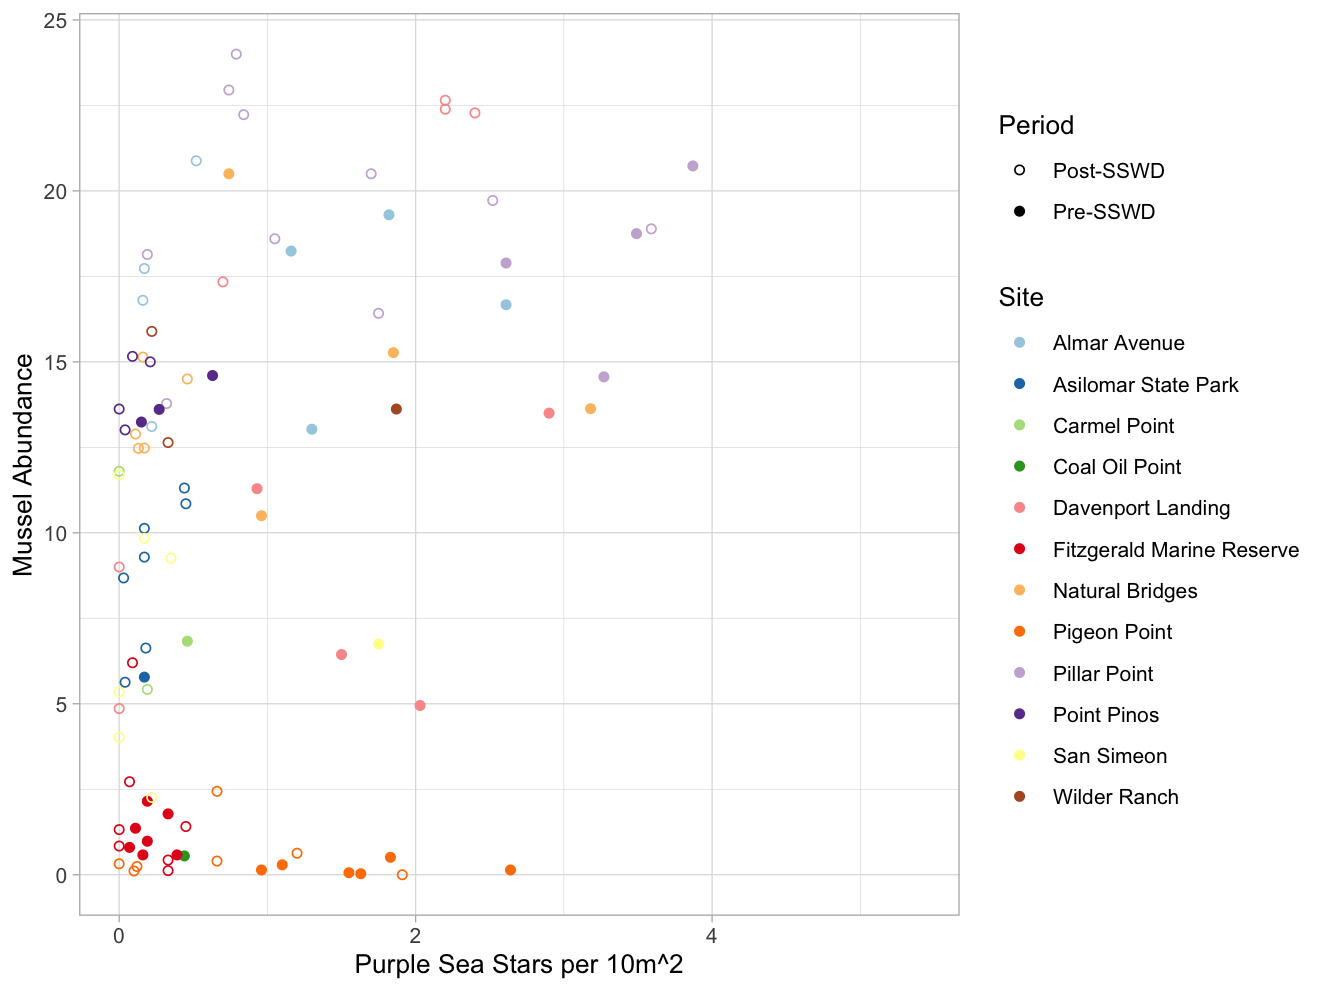 25
20
15
10
5
0
Mussel Abundance
0 2 4
Purple Sea Stars per 10m^2
Period
Post-SSWD
Pre-SSWD
Site
Almar Avenue
Asilomar State Park
Carmel Point
Coal Oil Point
Davenport Landing
Fitzgerald Marine Reserve
Natural Bridges
Pigeon Point
Pillar Point
Point Pinos
San Simeon
Wilder Ranch